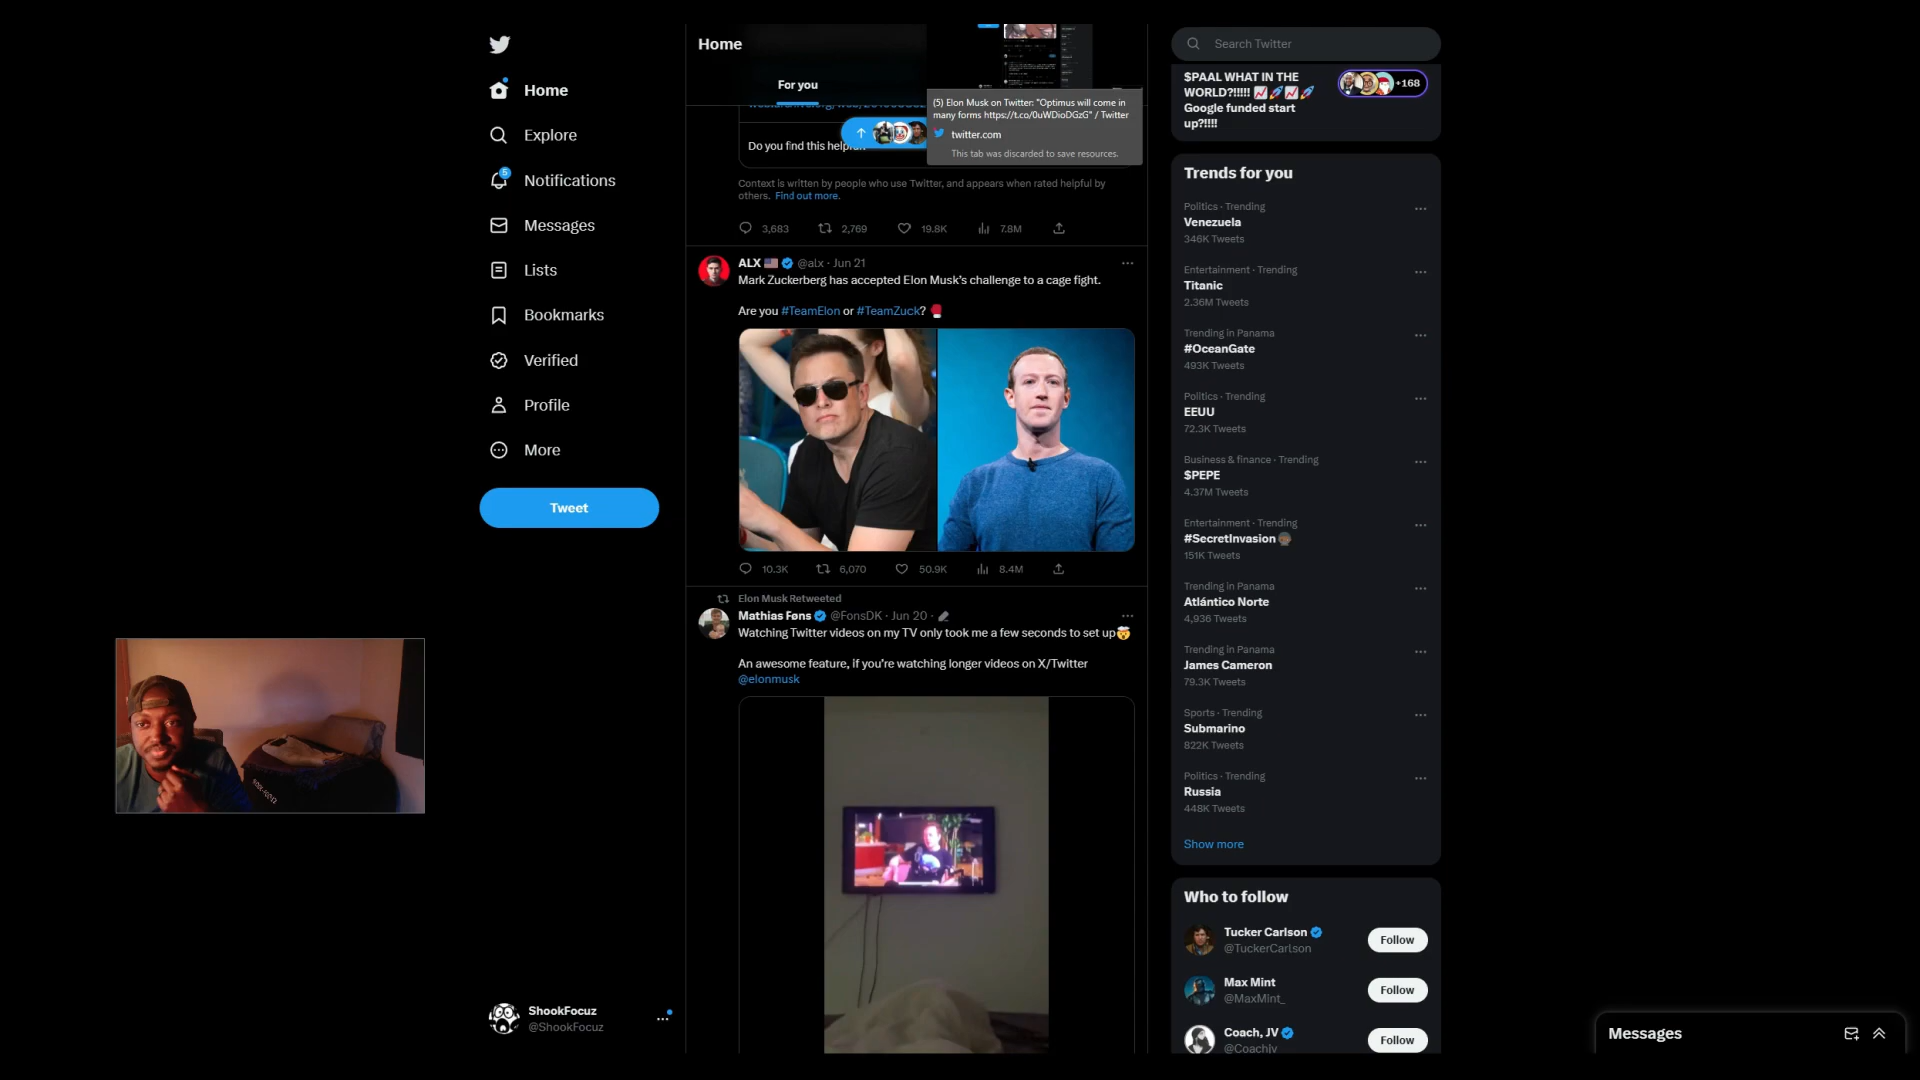 Home
Explore
5
Notifications
Messages
Lists
Bookmarks
Verified
Profile
More
Tweet
ShookFocuz
@ShookFocuz
Home
For you
(5) Elon Musk on Twitter: "Optimus will come in
many forms https://t.co/0uWDioDGzG" / Twitter
twitter.com
This tab was discarded to save resources.
Do you find this
Context is written by people who use Twitter, and appears when rated helpful by
others. Find out more.
3,683 2,769 19.8K 7.8M
ALX @alx · Jun 21
Mark Zuckerberg has accepted Elon Musk's challenge to a cage fight.
Are you #TeamElon or #TeamZuck?
10.3K 6,070 50.9K 8.4M
Elon Musk Retweeted
Mathias Føns @FonsDK · Jun 20 ·
Watching Twitter videos on my TV only took me a few seconds to set up
An awesome feature, if you're watching longer videos on X/Twitter
@elonmusk
Search Twitter
$PAAL WHAT IN THE
WORLD?!!!!!
Google funded start
up?!!!!
+168
Trends for you
Politics · Trending
Venezuela
346K Tweets
Entertainment · Trending
Titanic
2.36M Tweets
Trending in Panama
#OceanGate
493K Tweets
Politics · Trending
EEUU
72.3K Tweets
Business & finance · Trending
$PEPE
4.37M Tweets
Entertainment · Trending
#SecretInvasion
151K Tweets
Trending in Panama
Atlántico Norte
4,936 Tweets
Trending in Panama
James Cameron
79.3K Tweets
Sports · Trending
Submarino
822K Tweets
Politics · Trending
Russia
448K Tweets
Show more
Who to follow
Tucker Carlson
@TuckerCarlson
Follow
Max Mint
@MaxMint_
Follow
Coach, JV
@Coachjv
Follow
Messages